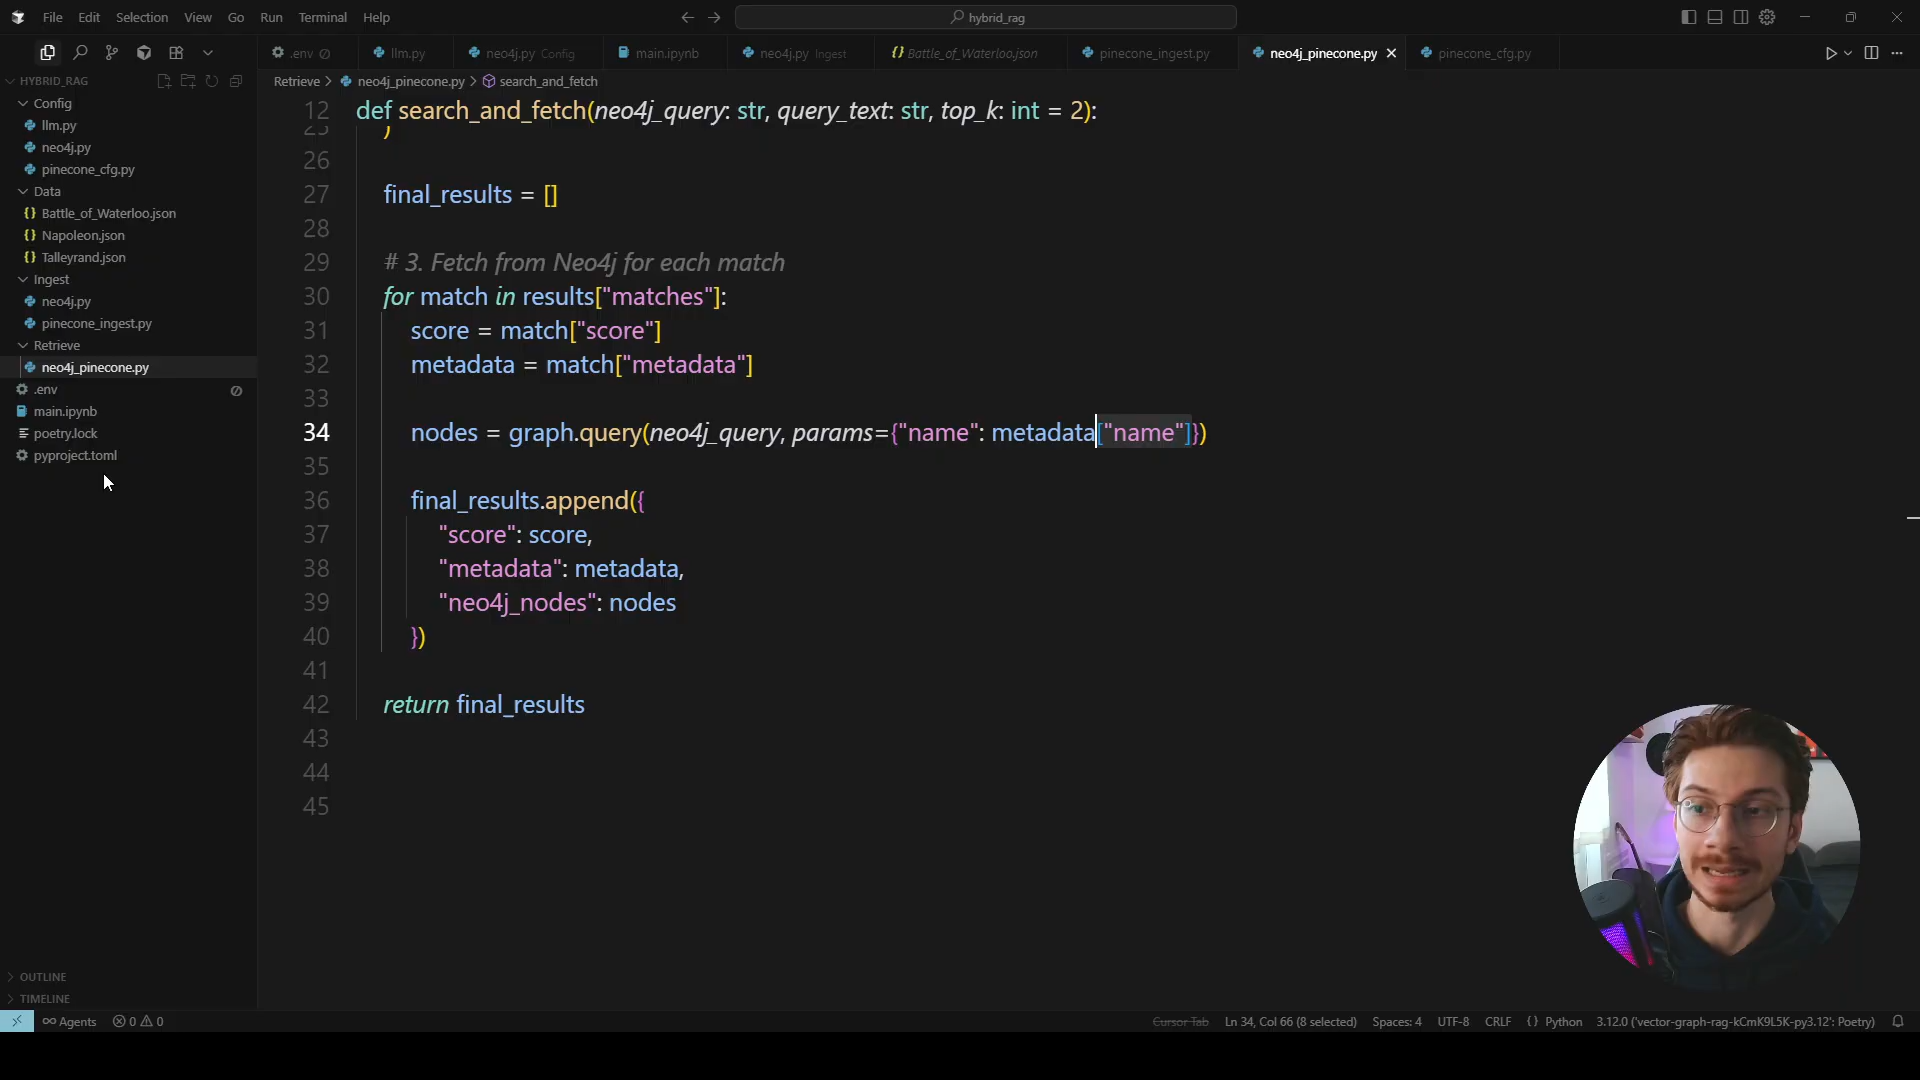 File Edit Selection View Go Run Terminal Help
hybrid_rag
.env
llm.py
neo4j.py Config
main.ipynb
neo4j.py Ingest
Battle_of_Waterloo.json
pinecone_ingest.py
neo4j_pinecone.py
pinecone_cfg.py
HYBRID_RAG
Config
llm.py
neo4j.py
pinecone_cfg.py
Data
Battle_of_Waterloo.json
Napoleon.json
Talleyrand.json
Ingest
neo4j.py
pinecone_ingest.py
Retrieve
neo4j_pinecone.py
.env
main.ipynb
poetry.lock
pyproject.toml
OUTLINE
TIMELINE
Retrieve > neo4j_pinecone.py > search_and_fetch
12 def search_and_fetch(neo4j_query: str, query_text: str, top_k: int = 2):
25 )
26
27 final_results = []
28
29 # 3. Fetch from Neo4j for each match
30 for match in results["matches"]:
31 score = match["score"]
32 metadata = match["metadata"]
33
34 nodes = graph.query(neo4j_query, params={"name": metadata["name"]})
35
36 final_results.append({
37 "score": score,
38 "metadata": metadata,
39 "neo4j_nodes": nodes
40 })
41
42 return final_results
43
44
45
Agents 0 0 Cursor Tab Ln 34, Col 66 (8 selected) Spaces: 4 UTF-8 CRLF {} Python 3.12.0 ('vector-graph-rag-kCmK9L5K-py3.12': Poetry)